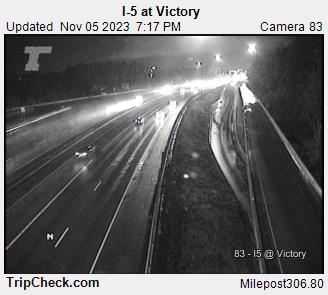 I-5 at Victory
Updated Nov 05 2023 7:17 PM Camera 83
T
N
83 - I5 @ Victory
TripCheck.com Milepost306.80